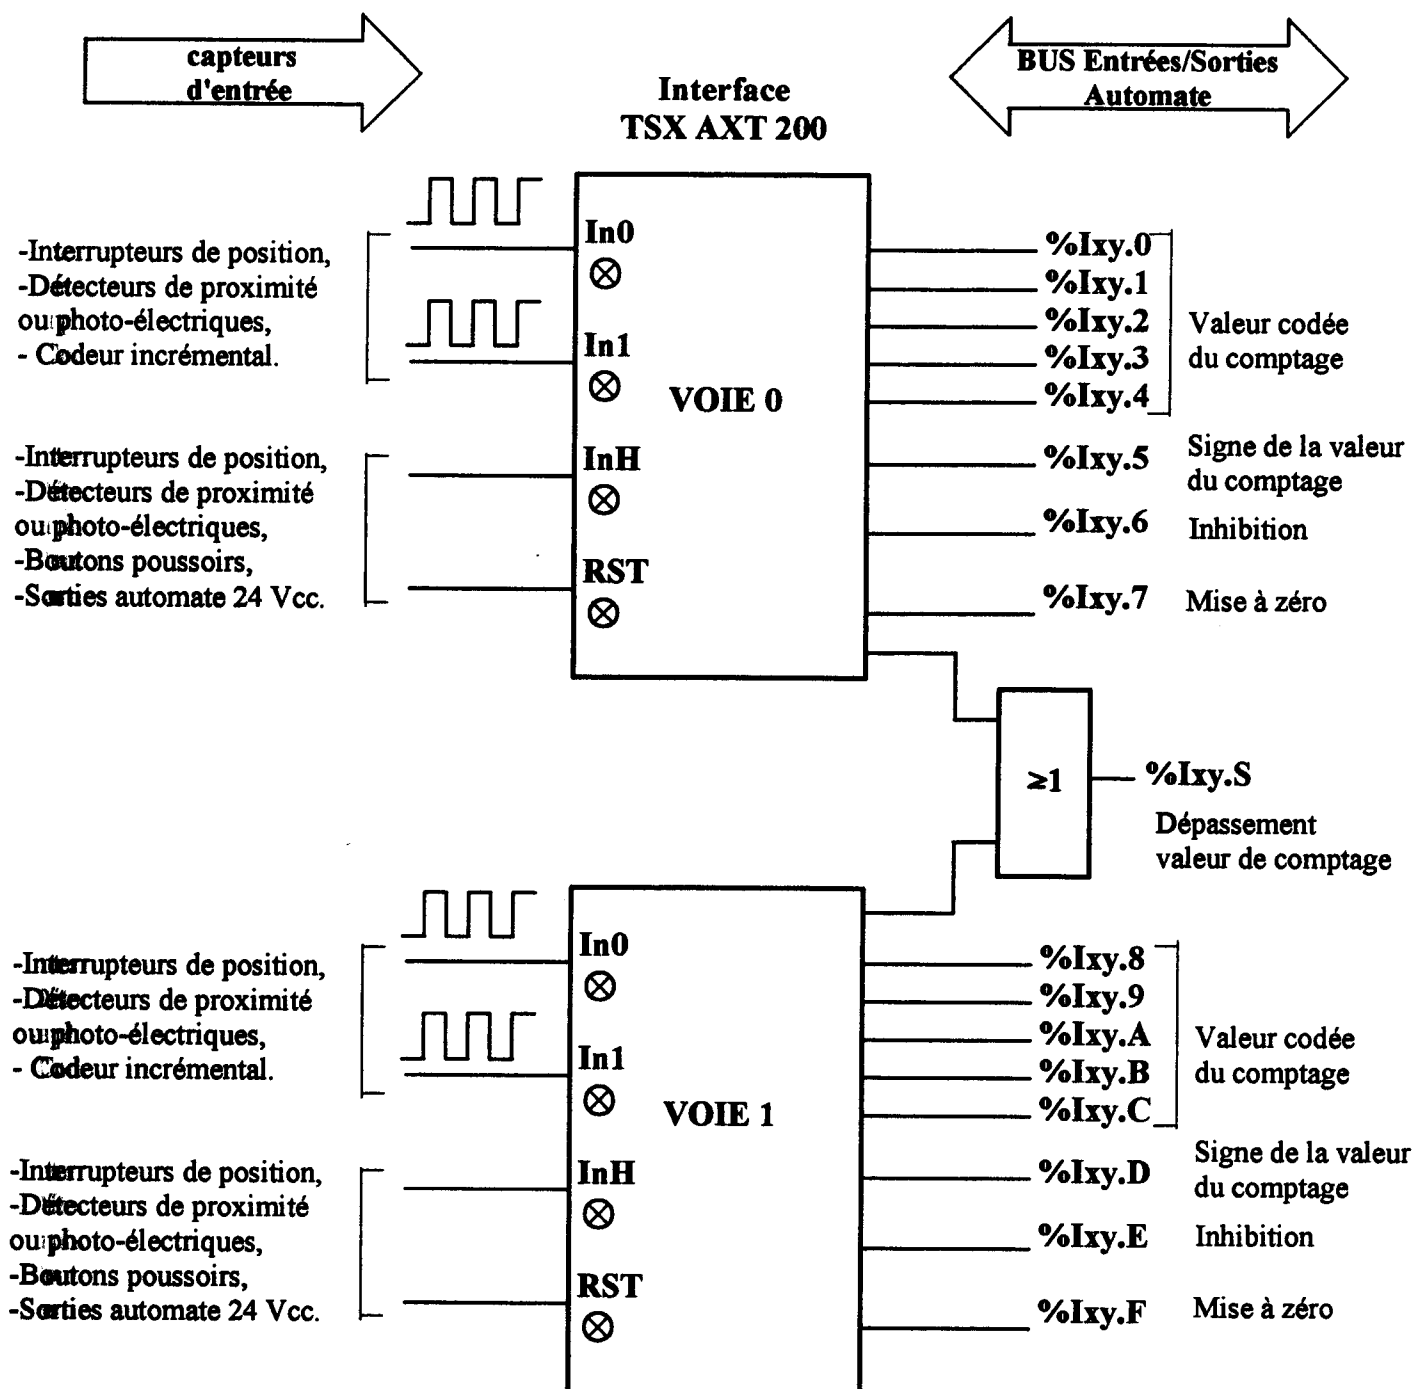 capteurs
d'entrée
BUS Entrées/Sorties
Automate
Interface
TSX AXT 200
-Interrupteurs de position,
-Détecteurs de proximité
ou photo-électriques,
- Codeur incrémental.
-Interrupteurs de position,
-Détecteurs de proximité
ou photo-électriques,
-Boutons poussoirs,
-Sorties automate 24 Vcc.
In0
In1
InH
RST
VOIE 0
%Ixy.0
%Ixy.1
%Ixy.2
%Ixy.3
%Ixy.4
Valeur codée
du comptage
%Ixy.5
Signe de la valeur
du comptage
%Ixy.6
Inhibition
%Ixy.7
Mise à zéro
≥1
%Ixy.S
Dépassement
valeur de comptage
-Interrupteurs de position,
-Détecteurs de proximité
ou photo-électriques,
- Codeur incrémental.
-Interrupteurs de position,
-Détecteurs de proximité
ou photo-électriques,
-Boutons poussoirs,
-Sorties automate 24 Vcc.
In0
In1
InH
RST
VOIE 1
%Ixy.8
%Ixy.9
%Ixy.A
%Ixy.B
%Ixy.C
Valeur codée
du comptage
%Ixy.D
Signe de la valeur
du comptage
%Ixy.E
Inhibition
%Ixy.F
Mise à zéro